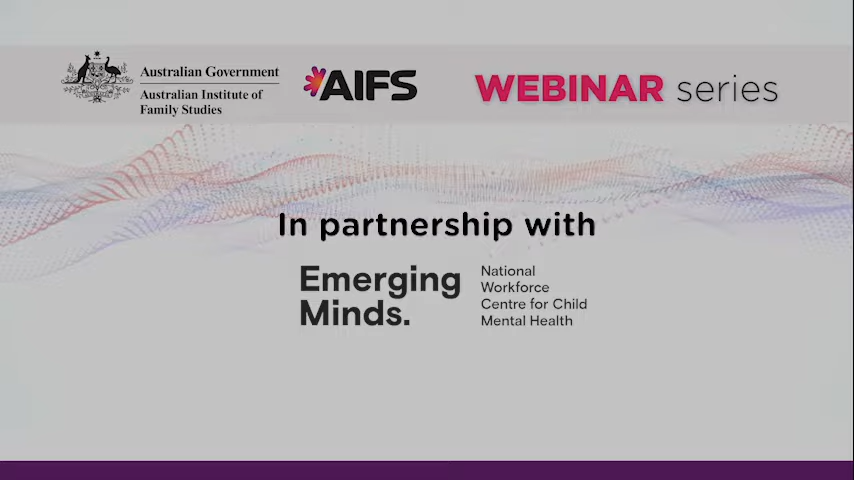 Australian Government
Australian Institute of
Family Studies
AIFS
WEBINAR series
In partnership with
Emerging
Minds.
National
Workforce
Centre for Child
Mental Health